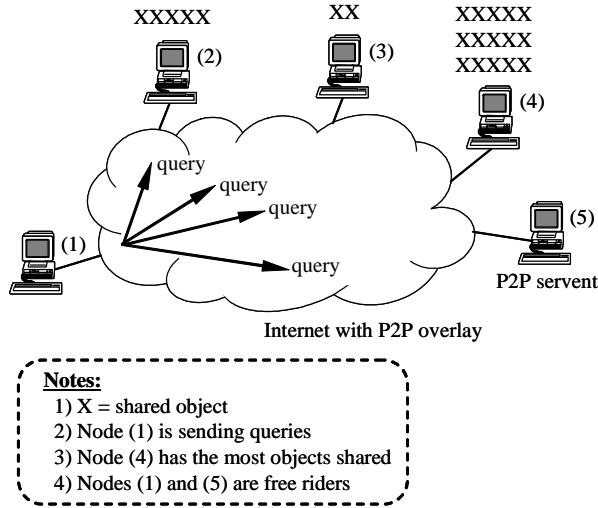 XXXXX
XX
XXXXX
XXXXX
XXXXX
(2)
(3)
(4)
query
query
query
query
(1)
(5)
P2P servent
Internet with P2P overlay
Notes:
1) X = shared object
2) Node (1) is sending queries
3) Node (4) has the most objects shared
4) Nodes (1) and (5) are free riders